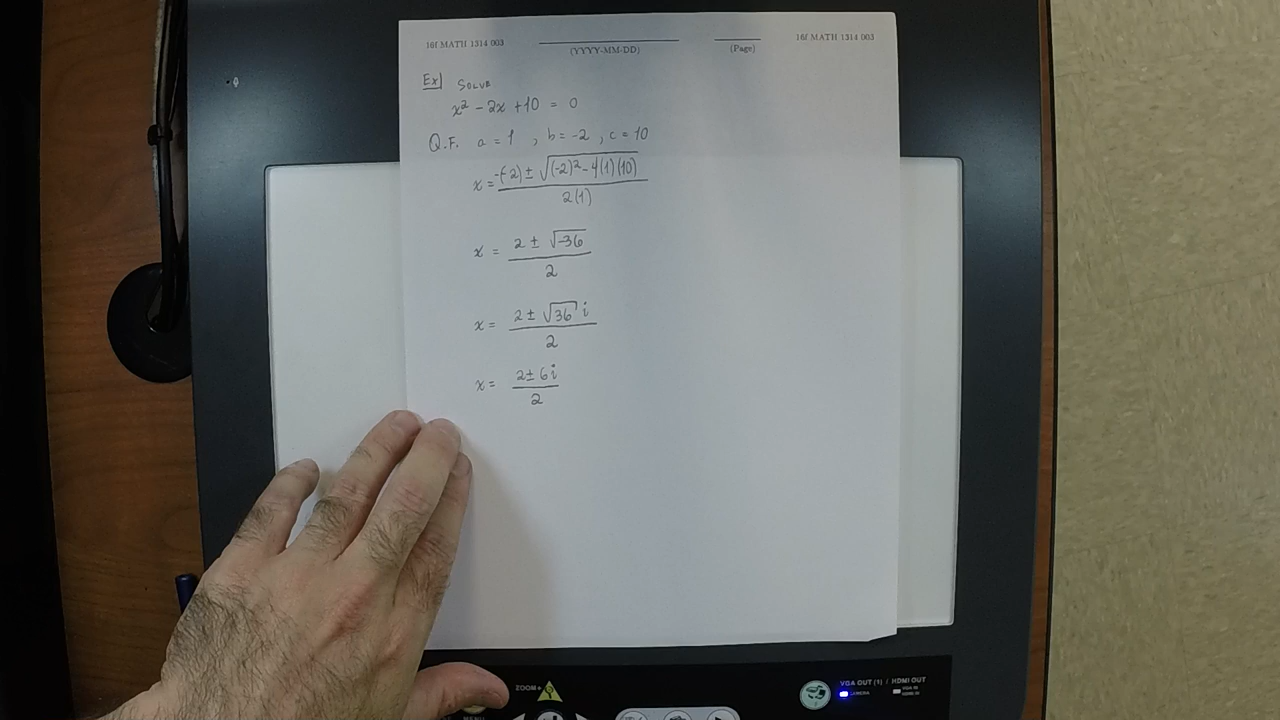 16f MATH 1314 003 (YYYY-MM-DD) (Page) 16f MATH 1314 003
Ex1 SOLVE
x² - 2x + 10 = 0
Q.F. a = 1 , b = -2 , c = 10
x = -(-2) ± √(-2)² - 4(1)(10) / 2(1)
x = 2 ± √-36 / 2
x = 2 ± √36 i / 2
x = 2 ± 6i / 2
ZOOM+
VGA OUT (1) / HDMI OUT
CAMERA